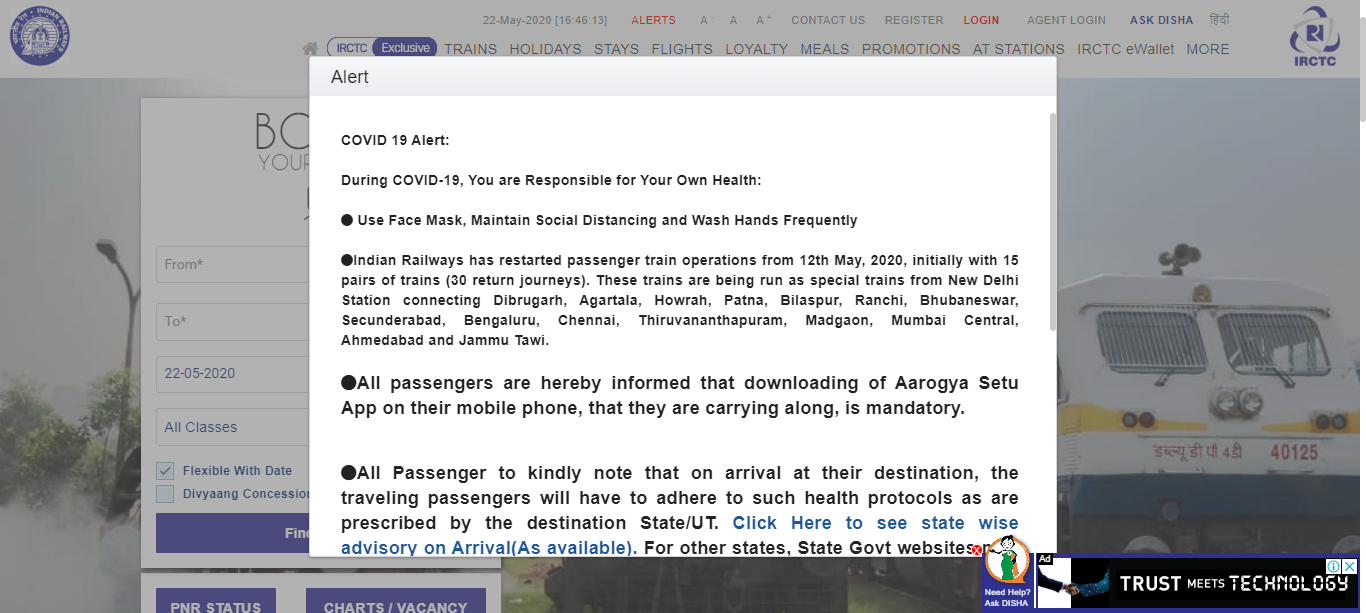 22-May-2020 [16:46:13] ALERTS A- A A+ CONTACT US REGISTER LOGIN AGENT LOGIN ASK DISHA हिंदी
IRCTC Exclusive TRAINS HOLIDAYS STAYS FLIGHTS LOYALTY MEALS PROMOTIONS AT STATIONS IRCTC eWallet MORE
IRCTC
Alert
COVID 19 Alert:
During COVID-19, You are Responsible for Your Own Health:
● Use Face Mask, Maintain Social Distancing and Wash Hands Frequently
●Indian Railways has restarted passenger train operations from 12th May, 2020, initially with 15
pairs of trains (30 return journeys). These trains are being run as special trains from New Delhi
Station connecting Dibrugarh, Agartala, Howrah, Patna, Bilaspur, Ranchi, Bhubaneswar,
Secunderabad, Bengaluru, Chennai, Thiruvananthapuram, Madgaon, Mumbai Central,
Ahmedabad and Jammu Tawi.
●All passengers are hereby informed that downloading of Aarogya Setu
App on their mobile phone, that they are carrying along, is mandatory.
●All Passenger to kindly note that on arrival at their destination, the
traveling passengers will have to adhere to such health protocols as are
prescribed by the destination State/UT. Click Here to see state wise
advisory on Arrival(As available). For other states, State Govt websites
From*
To*
22-05-2020
All Classes
Flexible With Date
Divyaang Concession
PNR STATUS
CHARTS / VACANCY
डब्ल्यू डी पी 4डी 40125
Need Help?
Ask DISHA
Ad
TRUST MEETS TECHNOLOGY